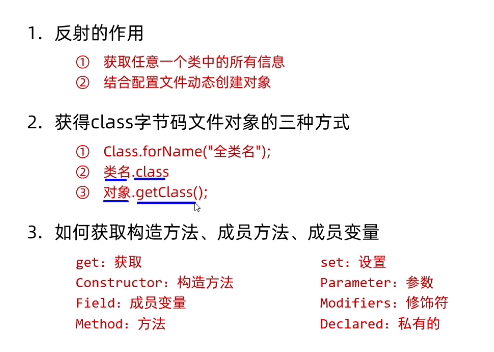 1. 反射的作用
① 获取任意一个类中的所有信息
② 结合配置文件动态创建对象
2. 获得class字节码文件对象的三种方式
① Class.forName("全类名");
② 类名.class
③ 对象.getClass();
3. 如何获取构造方法、成员方法、成员变量
get: 获取 set: 设置
Constructor: 构造方法 Parameter: 参数
Field: 成员变量 Modifiers: 修饰符
Method: 方法 Declared: 私有的